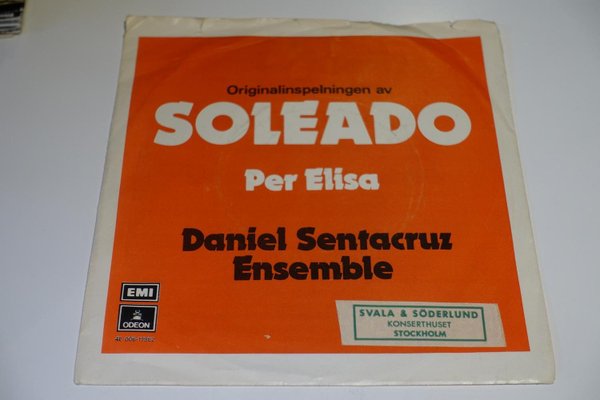 Originalinspelningen av
SOLEADO
Per Elisa
Daniel Sentacruz
Ensemble
EMI
ODEON
SVALA & SÖDERLUND
KONSERTHUSET
STOCKHOLM